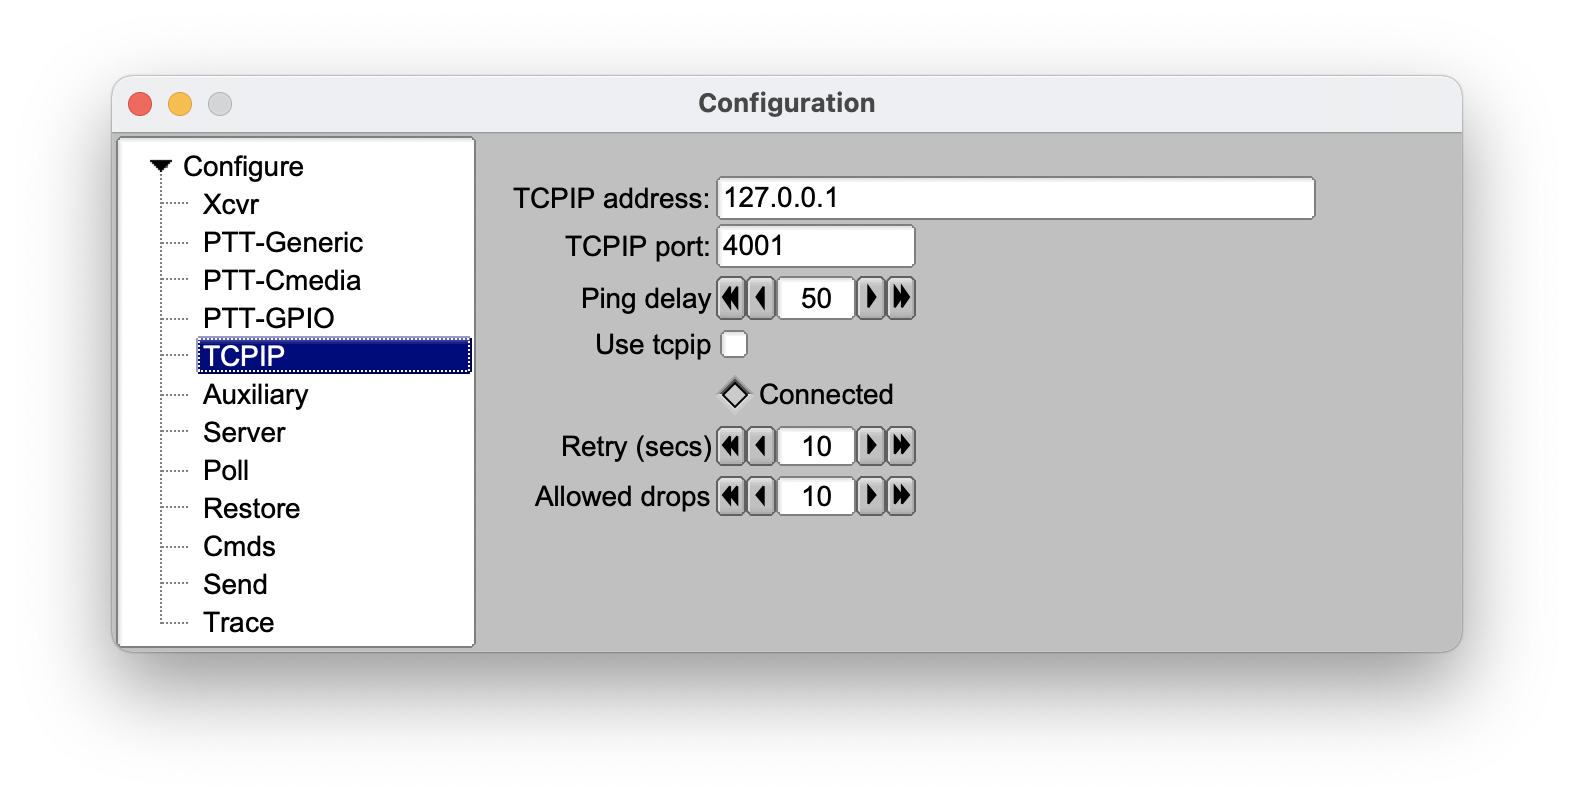 Configuration
Configure
Xcvr
PTT-Generic
PTT-Cmedia
PTT-GPIO
TCPIP
Auxiliary
Server
Poll
Restore
Cmds
Send
Trace
TCPIP address: 127.0.0.1
TCPIP port: 4001
Ping delay 50
Use tcpip
Connected
Retry (secs) 10
Allowed drops 10